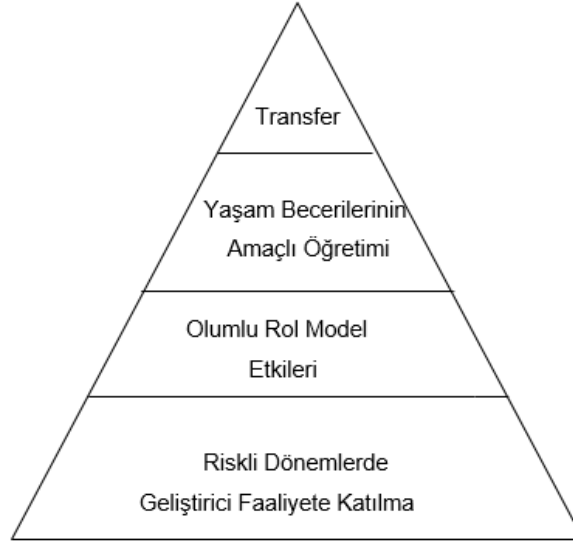 Transfer
Yaşam Becerilerinin
Amaçlı Öğretimi
Olumlu Rol Model
Etkileri
Riskli Dönemlerde
Geliştirici Faaliyete Katılma